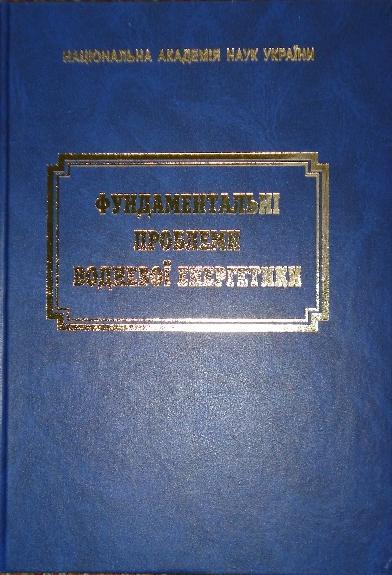 НАЦІОНАЛЬНА АКАДЕМІЯ НАУК УКРАЇНИ
ФУНДАМЕНТАЛЬНІ
ПРОБЛЕМИ
ВОДНЕВОЇ ЕНЕРГЕТИКИ